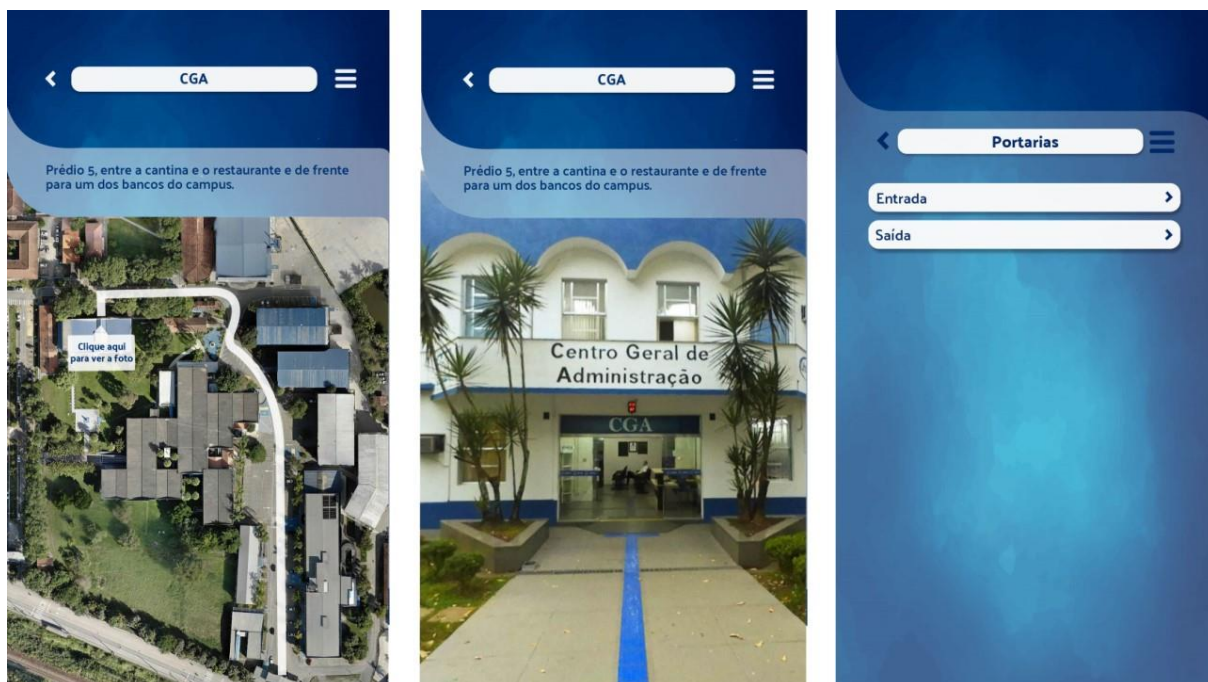 CGA
Prédio 5, entre a cantina e o restaurante e de frente
para um dos bancos do campus.
Clique aqui
para ver a foto
CGA
Prédio 5, entre a cantina e o restaurante e de frente
para um dos bancos do campus.
Centro Geral de
Administração
CGA
Portarias
Entrada
Saída